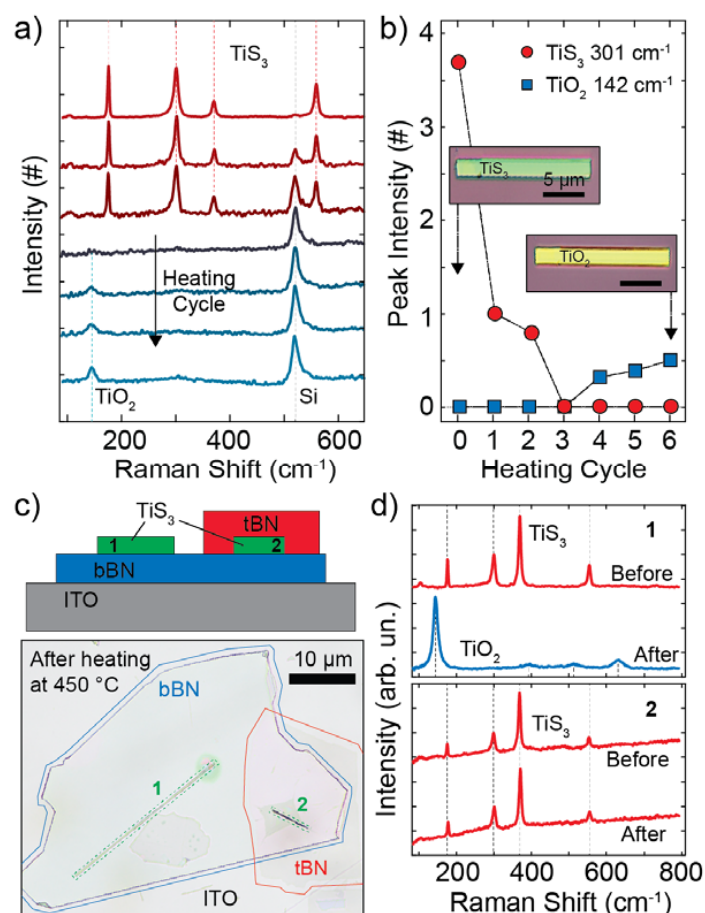 a)
TiS₃
Heating
Cycle
TiO₂
Si
Intensity (#)
200
400
600
Raman Shift (cm⁻¹)
b)
TiS₃ 301 cm⁻¹
TiO₂ 142 cm⁻¹
4
3
2
1
0
Peak Intensity (#)
TiS₃
5 µm
TiO₂
0
1
2
3
4
5
6
Heating Cycle
c)
TiS₃
tBN
1
2
bBN
ITO
After heating
at 450 °C
10 µm
bBN
1
2
tBN
ITO
d)
TiS₃
1
Before
TiO₂
After
TiS₃
2
Before
After
Intensity (arb. un.)
200
400
600
800
Raman Shift (cm⁻¹)